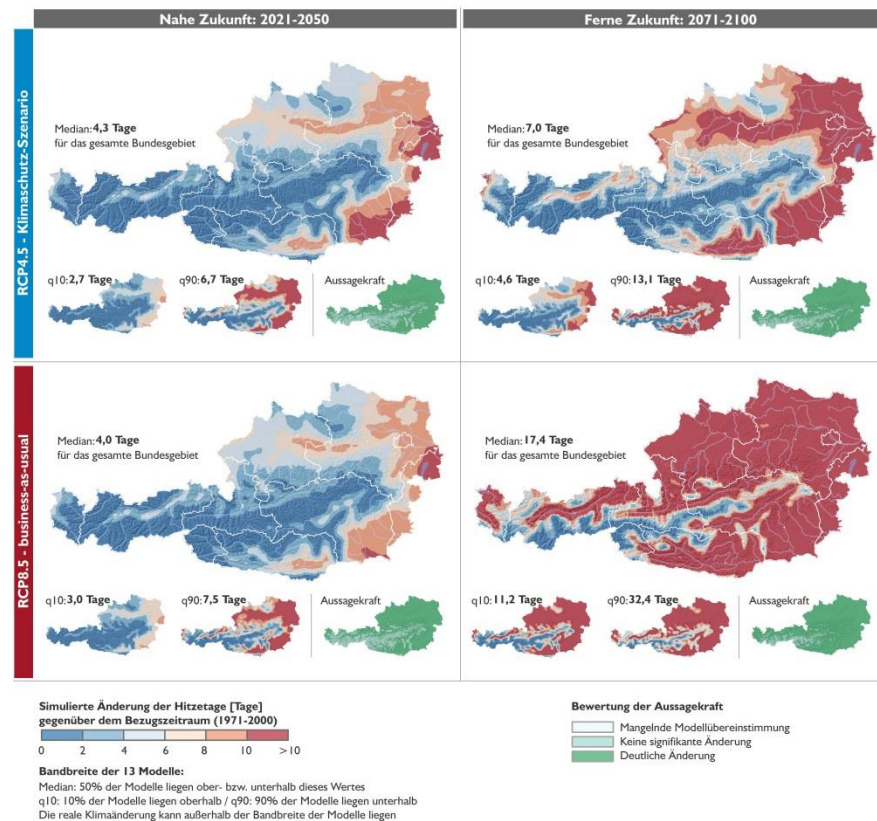 Nahe Zukunft: 2021-2050
Ferne Zukunft: 2071-2100
RCP4.5 - Klimaschutz-Szenario
Median: 4,3 Tage
für das gesamte Bundesgebiet
q10: 2,7 Tage
q90: 6,7 Tage
Aussagekraft
Median: 7,0 Tage
für das gesamte Bundesgebiet
q10: 4,6 Tage
q90: 13,1 Tage
Aussagekraft
RCP8.5 - business-as-usual
Median: 4,0 Tage
für das gesamte Bundesgebiet
q10: 3,0 Tage
q90: 7,5 Tage
Aussagekraft
Median: 17,4 Tage
für das gesamte Bundesgebiet
q10: 11,2 Tage
q90: 32,4 Tage
Aussagekraft
Simulierte Änderung der Hitzetage [Tage]
gegenüber dem Bezugszeitraum (1971-2000)
0 2 4 6 8 10 >10
Bandbreite der 13 Modelle:
Median: 50% der Modelle liegen ober- bzw. unterhalb dieses Wertes
q10: 10% der Modelle liegen oberhalb / q90: 90% der Modelle liegen unterhalb
Die reale Klimaänderung kann außerhalb der Bandbreite der Modelle liegen
Bewertung der Aussagekraft
Mangelnde Modellübereinstimmung
Keine signifikante Änderung
Deutliche Änderung